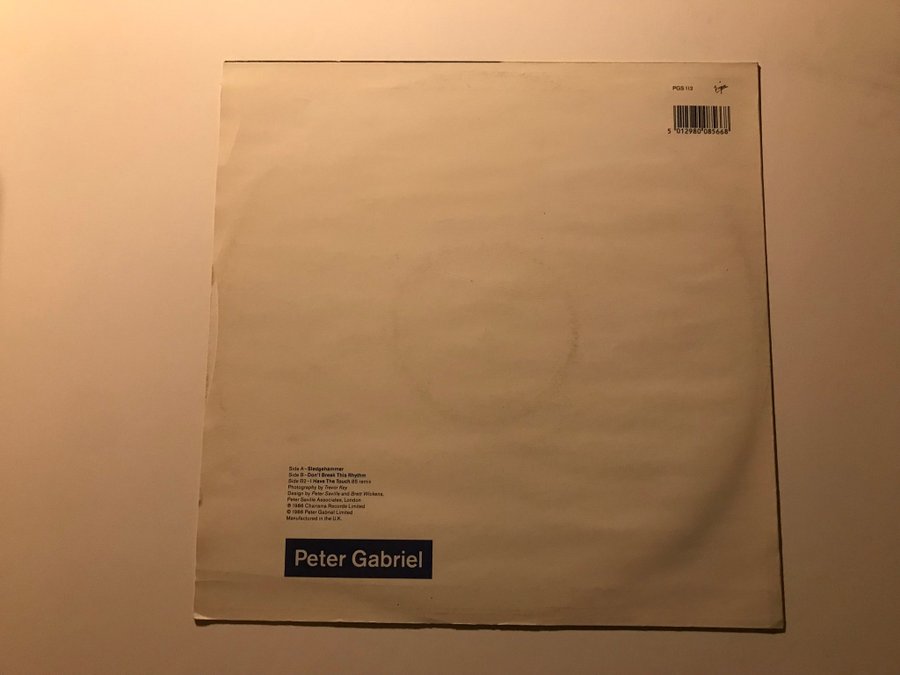 PGS 112
Virgin
5 012980 085668
Side A - Sledgehammer
Side B - Don't Break This Rhythm
Side B2 - I Have The Touch 85 remix
Photography by Trevor Key
Design by Peter Saville and Brett Wickens,
Peter Saville Associates, London
℗ 1986 Charisma Records Limited
© 1986 Peter Gabriel Limited
Manufactured in the U.K.
Peter Gabriel